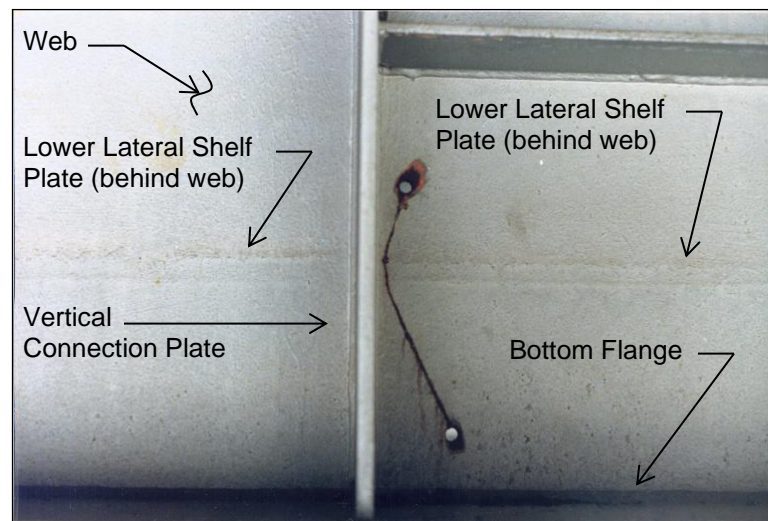 Web
Lower Lateral Shelf
Plate (behind web)
Lower Lateral Shelf
Plate (behind web)
Vertical
Connection Plate
Bottom Flange